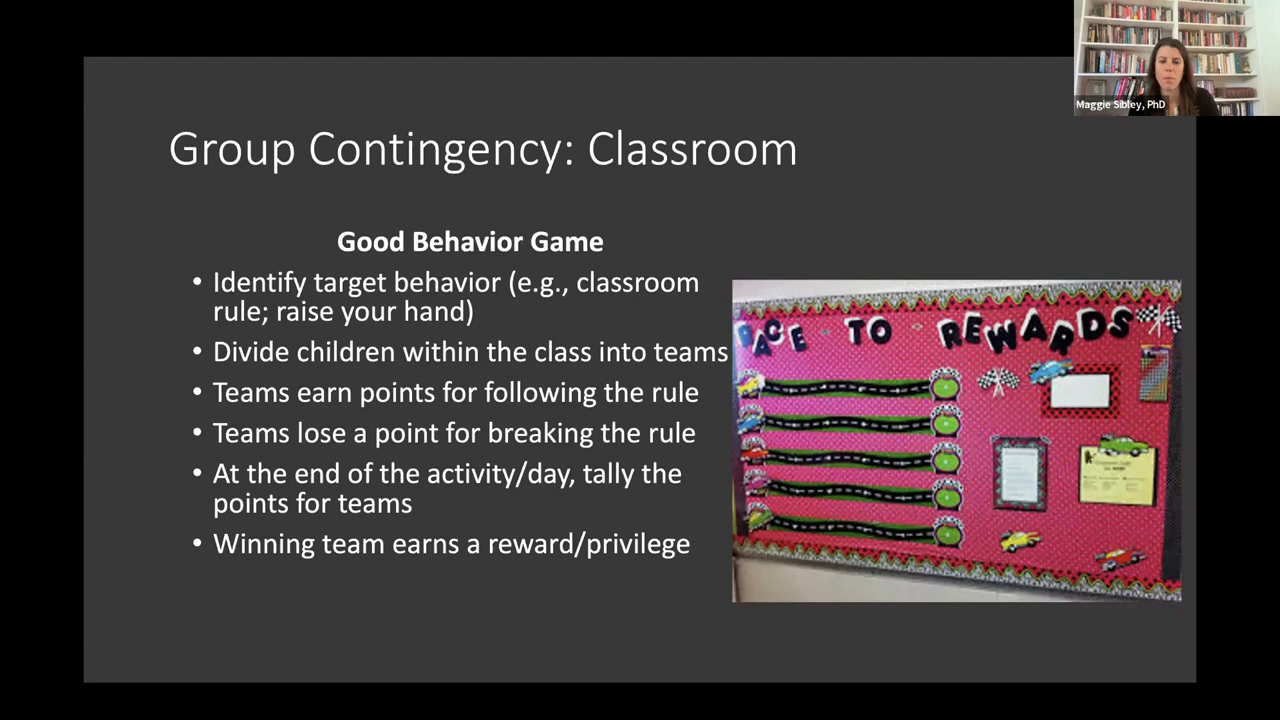 Maggie Sibley, PhD
Group Contingency: Classroom
Good Behavior Game
• Identify target behavior (e.g., classroom
rule; raise your hand)
• Divide children within the class into teams
• Teams earn points for following the rule
• Teams lose a point for breaking the rule
• At the end of the activity/day, tally the
points for teams
• Winning team earns a reward/privilege
RACE TO REWARDS